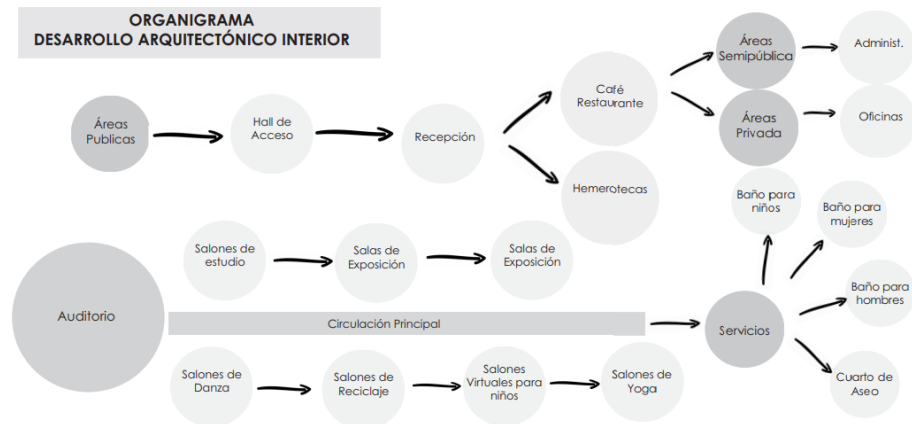 ORGANIGRAMA
DESARROLLO ARQUITECTÓNICO INTERIOR
Áreas
Publicas
Hall de
Acceso
Recepción
Café
Restaurante
Hemerotecas
Áreas
Semipública
Administ.
Áreas
Privada
Oficinas
Baño para
niños
Baño para
mujeres
Salones de
estudio
Salas de
Exposición
Salas de
Exposición
Auditorio
Circulación Principal
Servicios
Baño para
hombres
Salones de
Danza
Salones de
Reciclaje
Salones
Virtuales para
niños
Salones de
Yoga
Cuarto de
Aseo